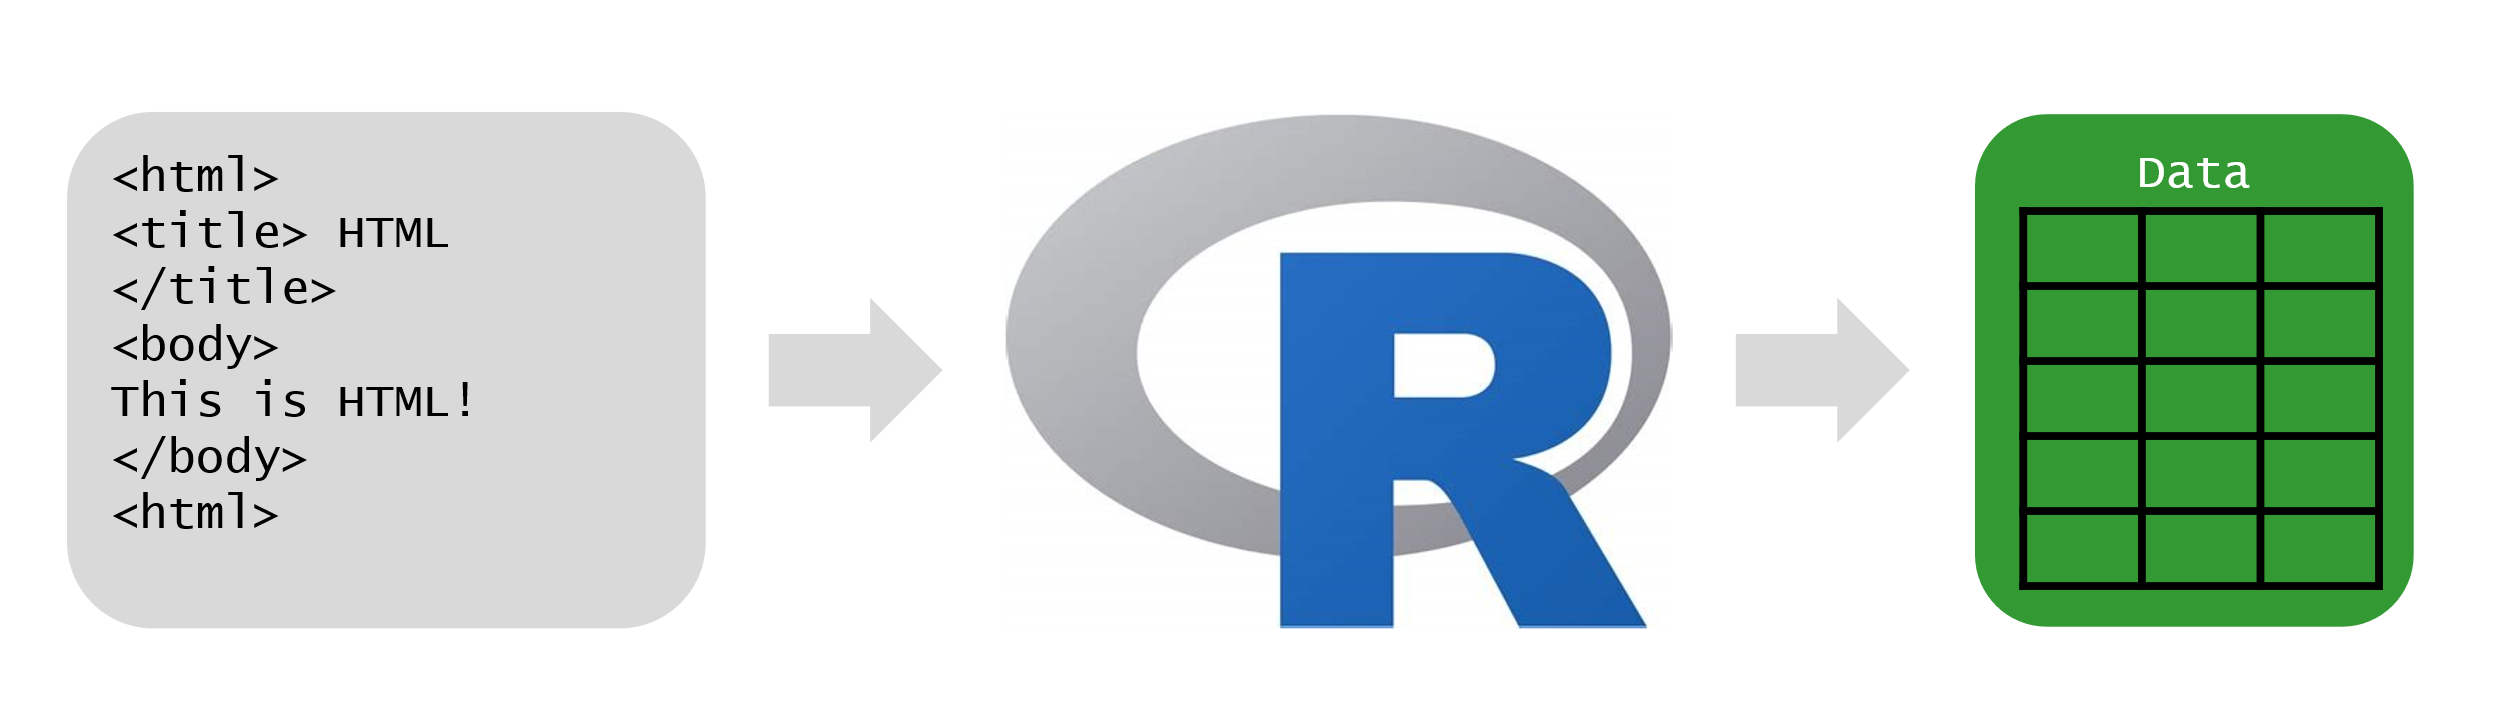 <html>
<title> HTML
</title>
<body>
This is HTML!
</body>
<html>
R
Data